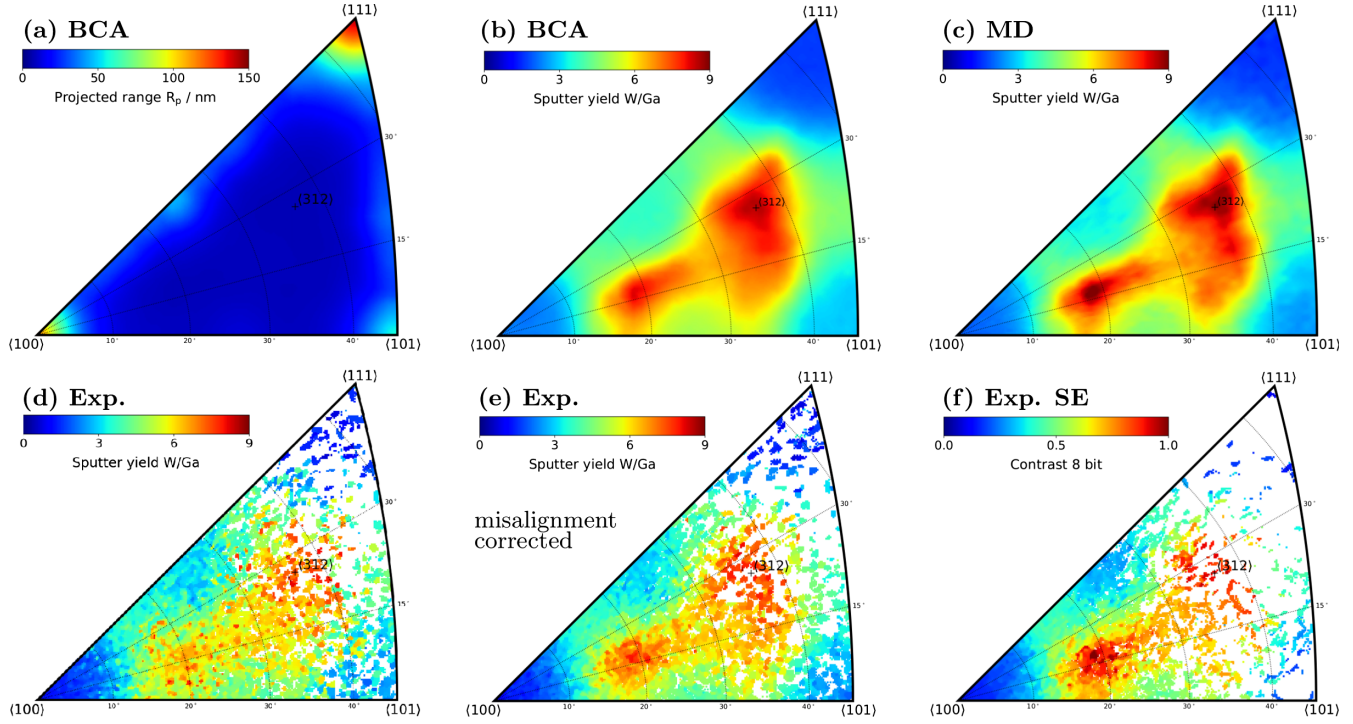 (a) BCA
0 50 100 150
Projected range Rp / nm
⟨111⟩
30°
⟨312⟩
15°
⟨100⟩
10° 20° 30° 40°
⟨101⟩
(b) BCA
0 3 6 9
Sputter yield W/Ga
⟨111⟩
30°
⟨312⟩
15°
⟨100⟩
10° 20° 30° 40°
⟨101⟩
(c) MD
0 3 6 9
Sputter yield W/Ga
⟨111⟩
30°
⟨312⟩
15°
⟨100⟩
10° 20° 30° 40°
⟨101⟩
(d) Exp.
0 3 6 9
Sputter yield W/Ga
⟨111⟩
30°
⟨312⟩
15°
⟨100⟩
10° 20° 30° 40°
⟨101⟩
(e) Exp.
0 3 6 9
Sputter yield W/Ga
misalignment
corrected
⟨111⟩
30°
⟨312⟩
15°
⟨100⟩
10° 20° 30° 40°
⟨101⟩
(f) Exp. SE
0.0 0.5 1.0
Contrast 8 bit
⟨111⟩
30°
⟨312⟩
15°
⟨100⟩
10° 20° 30° 40°
⟨101⟩